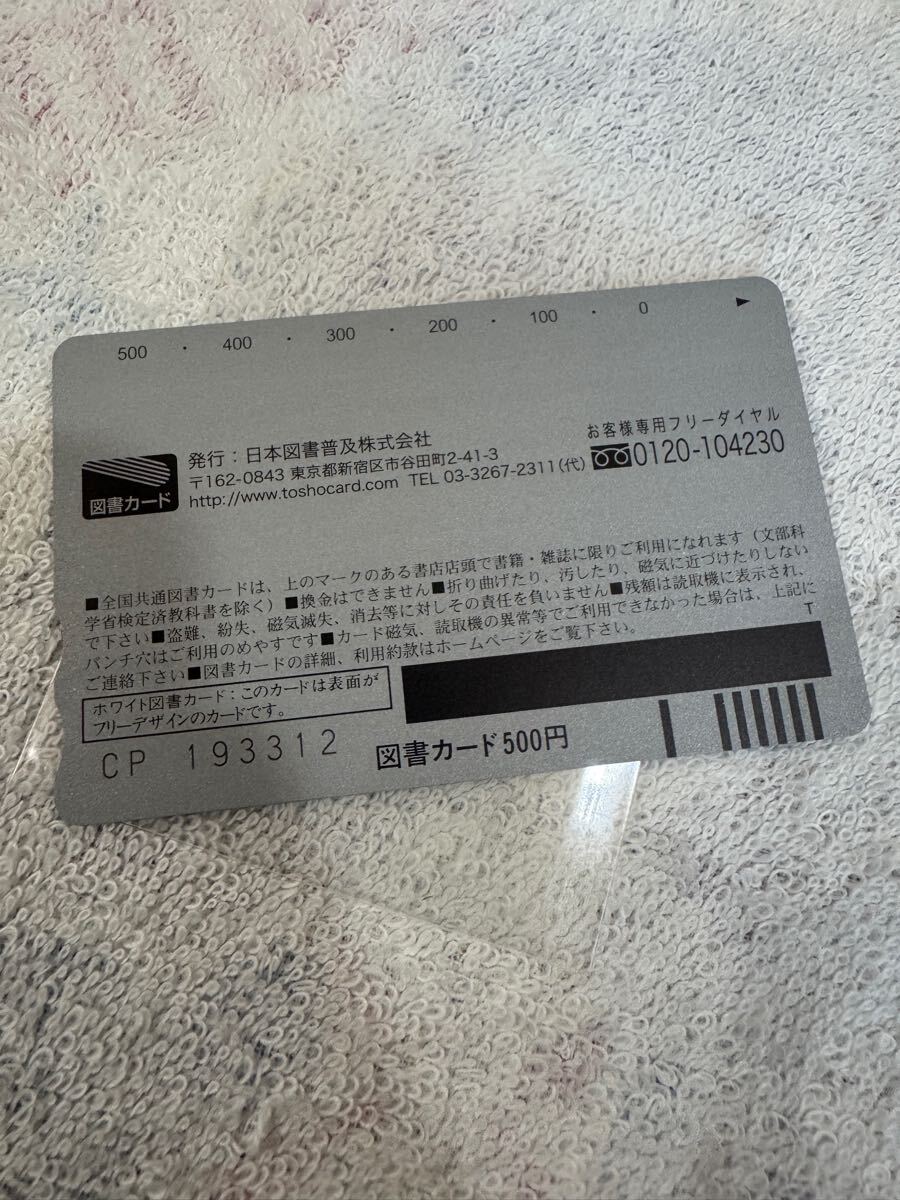 500 ・ 400 ・ 300 ・ 200 ・ 100 ・ 0 ▶
図書カード
発行：日本図書普及株式会社
〒162-0843 東京都新宿区市谷田町2-41-3
http://www.toshocard.com TEL 03-3267-2311(代)
お客様専用フリーダイヤル
0120-104230
■全国共通図書カードは、上のマークのある書店店頭で書籍・雑誌に限りご利用になれます（文部科
学省検定済教科書を除く）■換金はできません■折り曲げたり、汚したり、磁気に近づけたりしない
で下さい■盗難、紛失、磁気滅失、消去等に対しその責任を負いません■残額は読取機に表示され、
パンチ穴はご利用のめやすです■カード磁気、読取機の異常等でご利用できなかった場合は、上記に
ご連絡下さい■図書カードの詳細、利用約款はホームページをご覧下さい。
T
ホワイト図書カード：このカードは表面が
フリーデザインのカードです。
CP 193312
図書カード500円